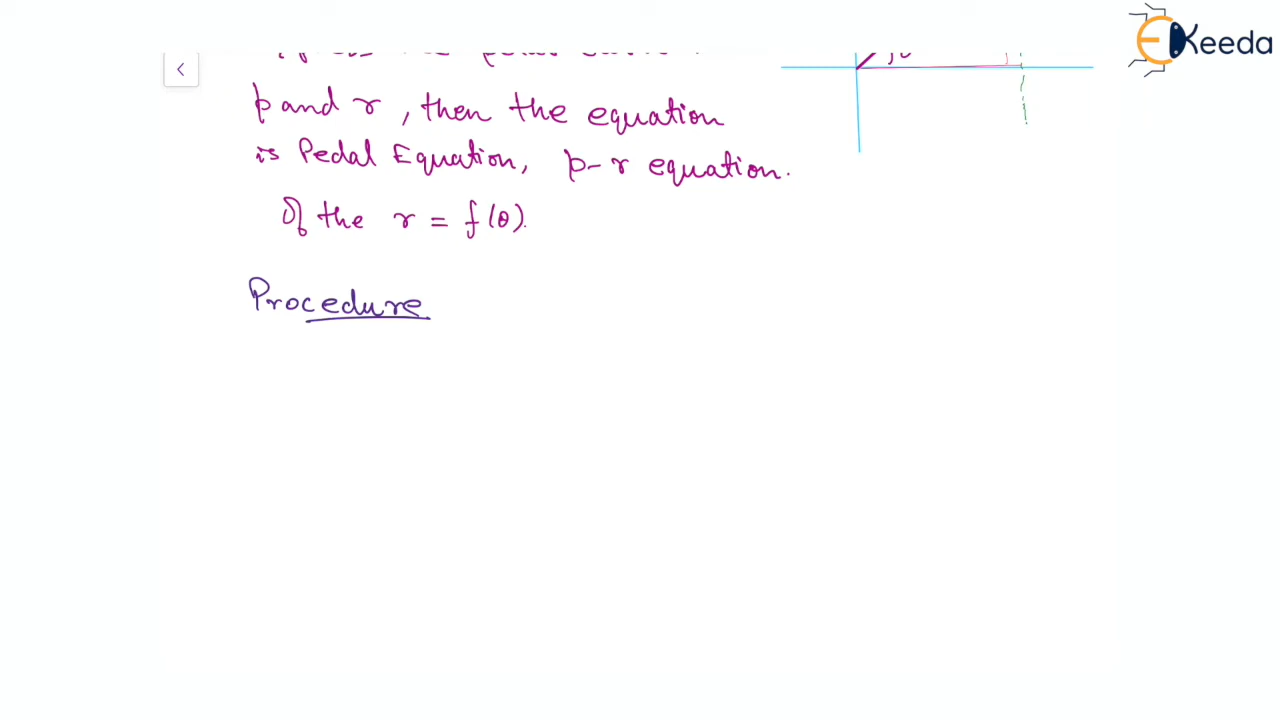 Keeda
p and r, then the equation
is Pedal Equation, p-r equation.
Of the r = f(θ).
Procedure